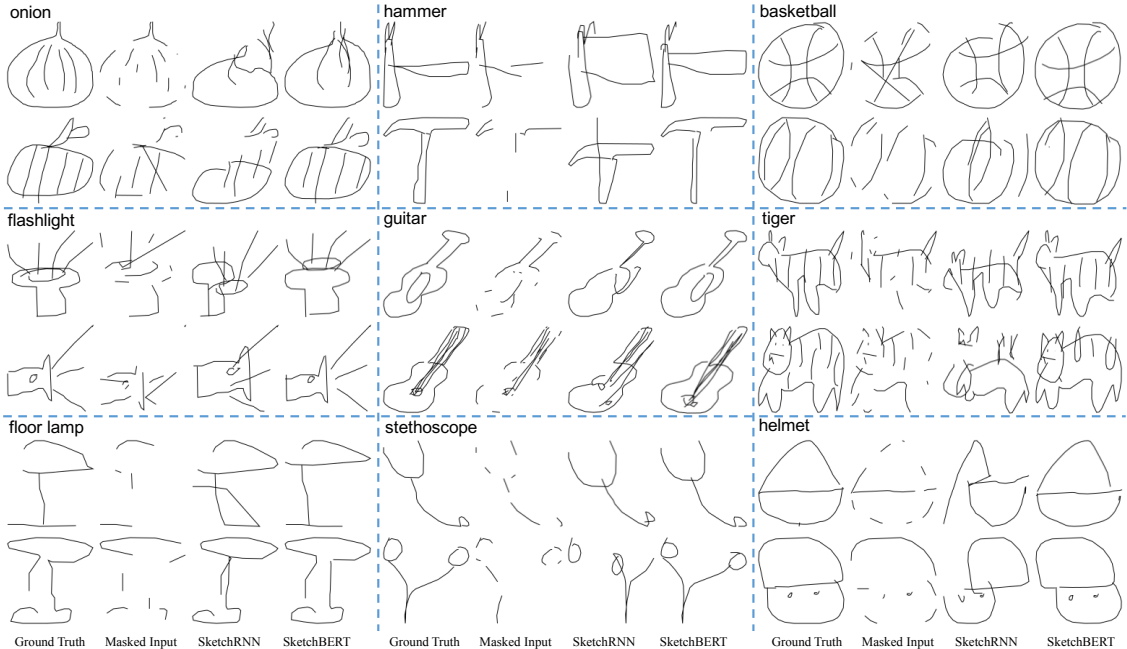 onion
hammer
basketball
flashlight
guitar
tiger
floor lamp
stethoscope
helmet
Ground Truth Masked Input SketchRNN SketchBERT Ground Truth Masked Input SketchRNN SketchBERT Ground Truth Masked Input SketchRNN SketchBERT